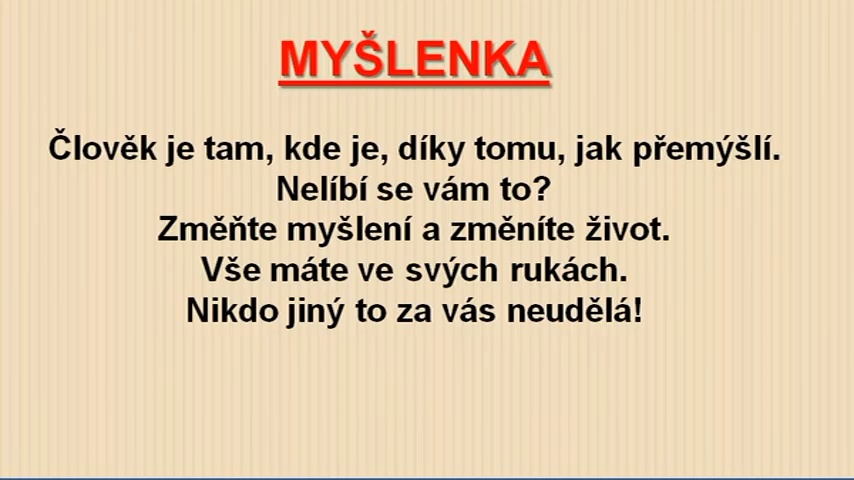 MYŠLENKA
Člověk je tam, kde je, díky tomu, jak přemýšlí.
Nelíbí se vám to?
Změňte myšlení a změníte život.
Vše máte ve svých rukách.
Nikdo jiný to za vás neudělá!